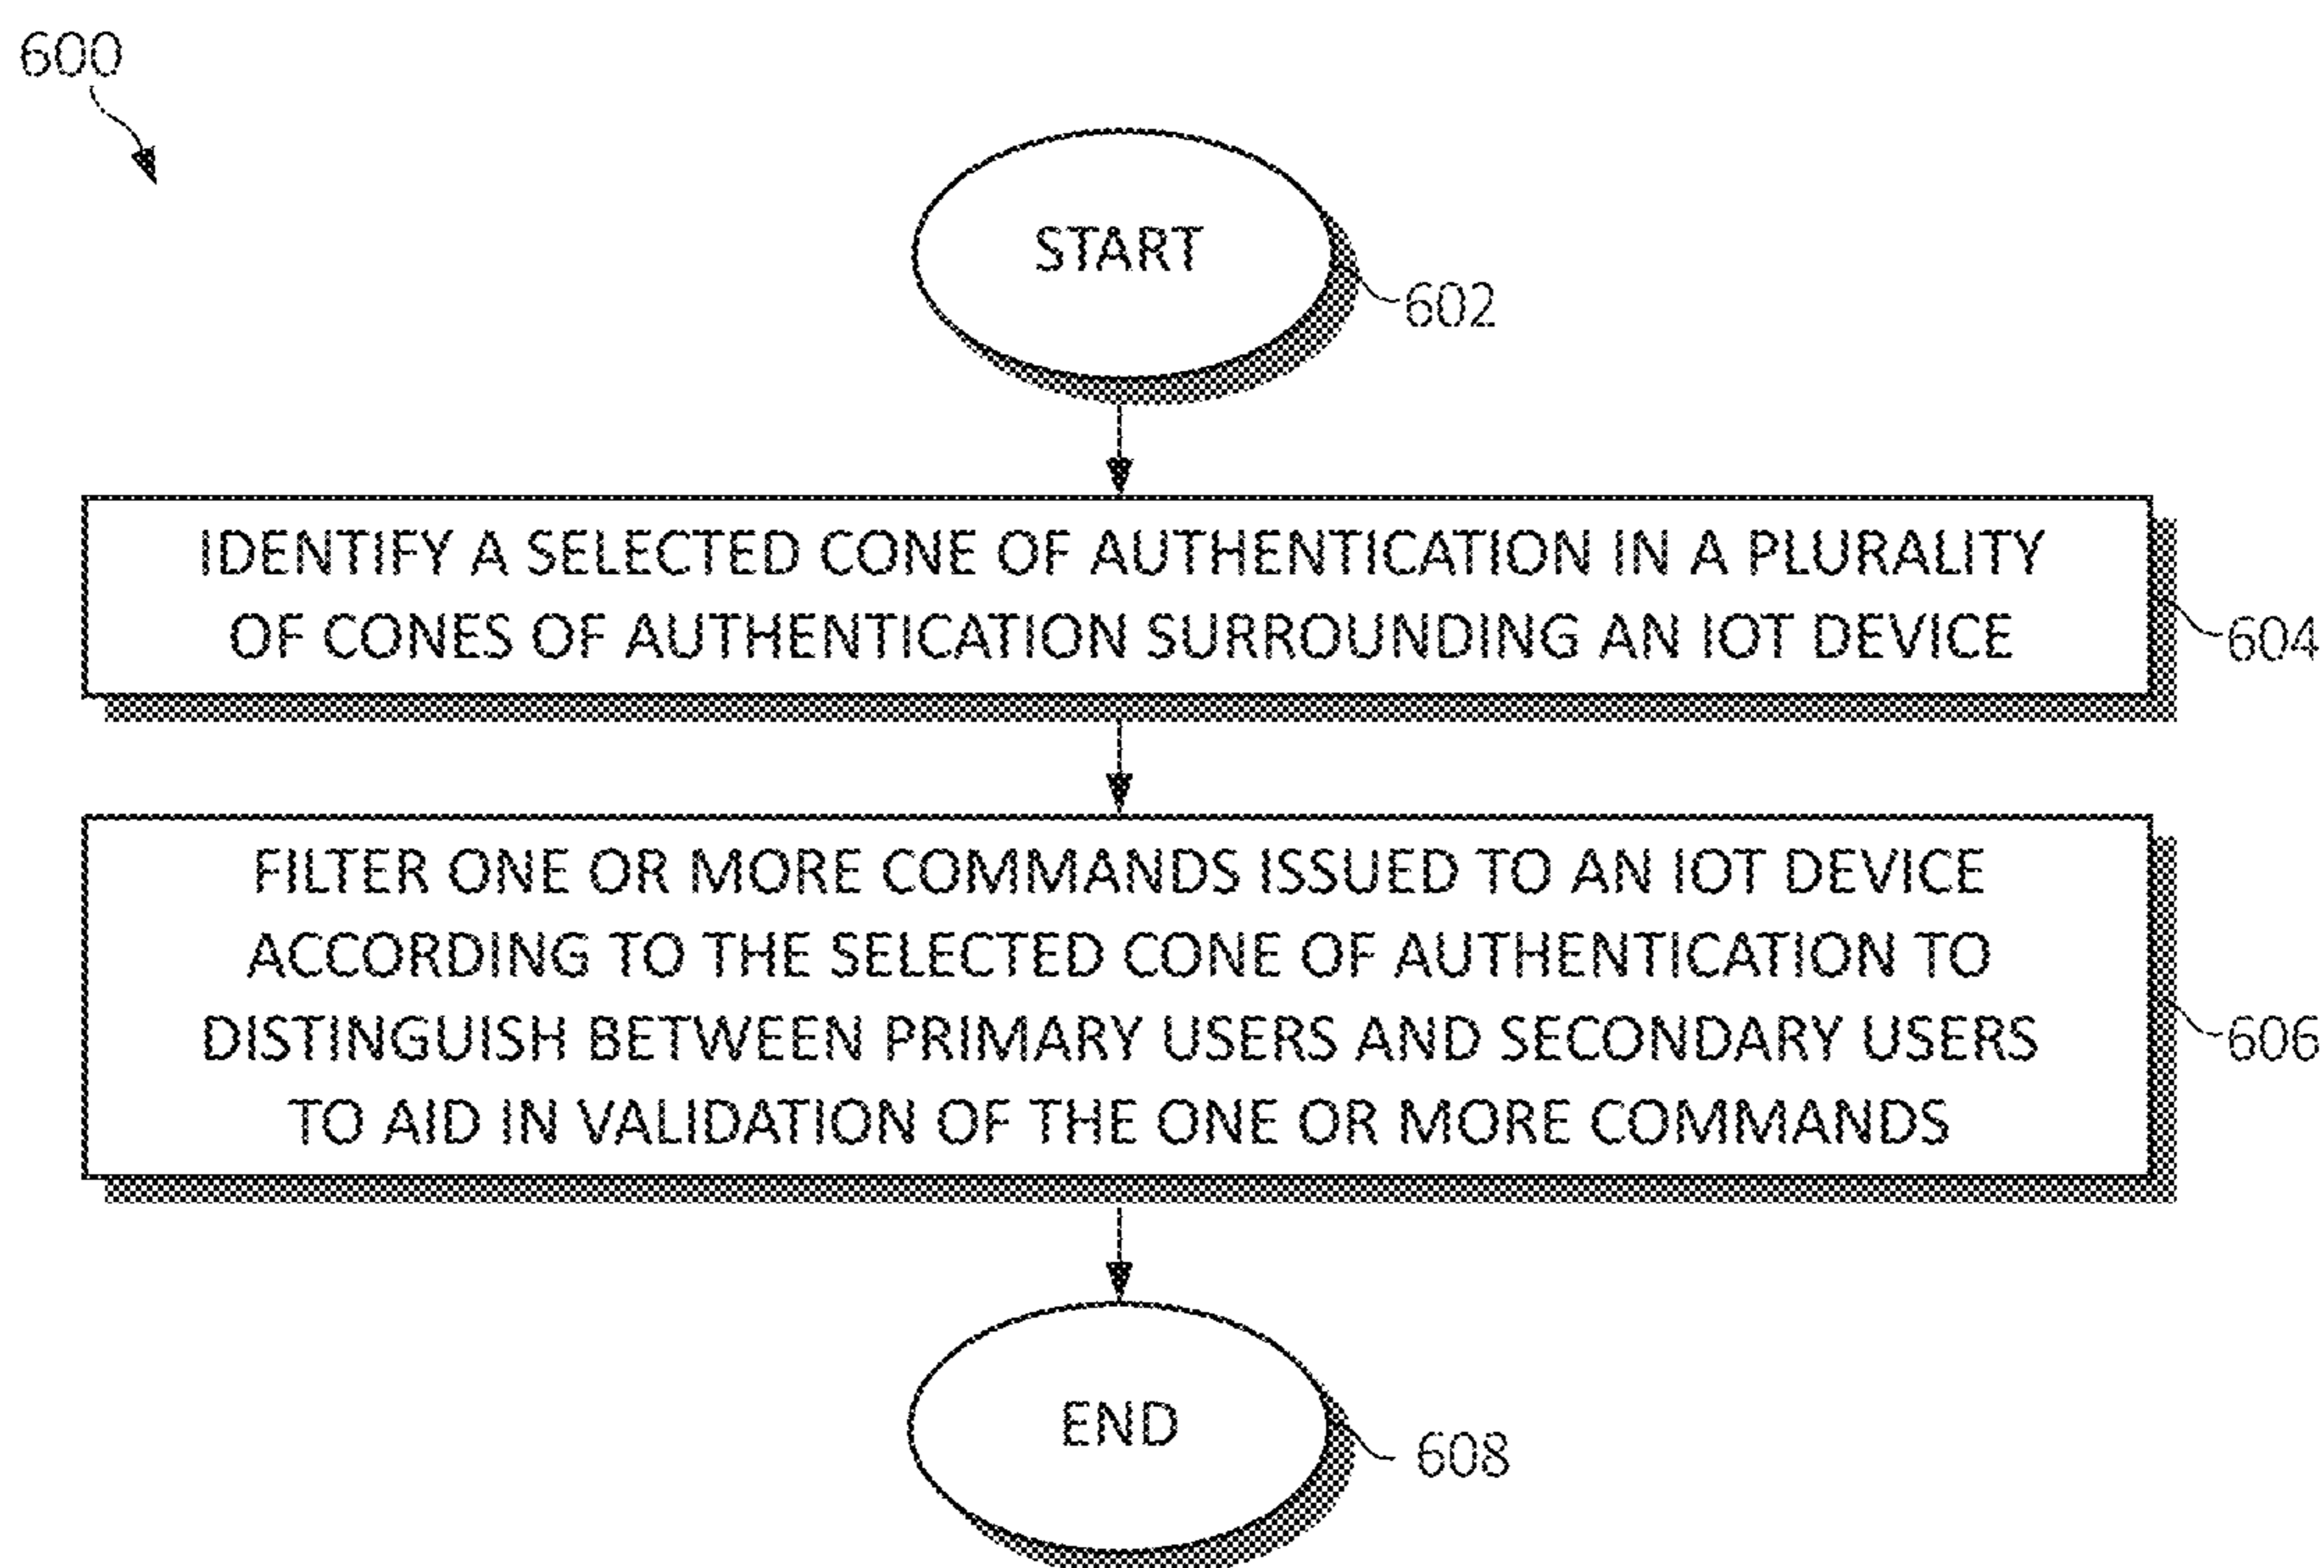 600
START
602
IDENTIFY A SELECTED CONE OF AUTHENTICATION IN A PLURALITY
OF CONES OF AUTHENTICATION SURROUNDING AN IOT DEVICE
604
FILTER ONE OR MORE COMMANDS ISSUED TO AN IOT DEVICE
ACCORDING TO THE SELECTED CONE OF AUTHENTICATION TO
DISTINGUISH BETWEEN PRIMARY USERS AND SECONDARY USERS
TO AID IN VALIDATION OF THE ONE OR MORE COMMANDS
606
END
608